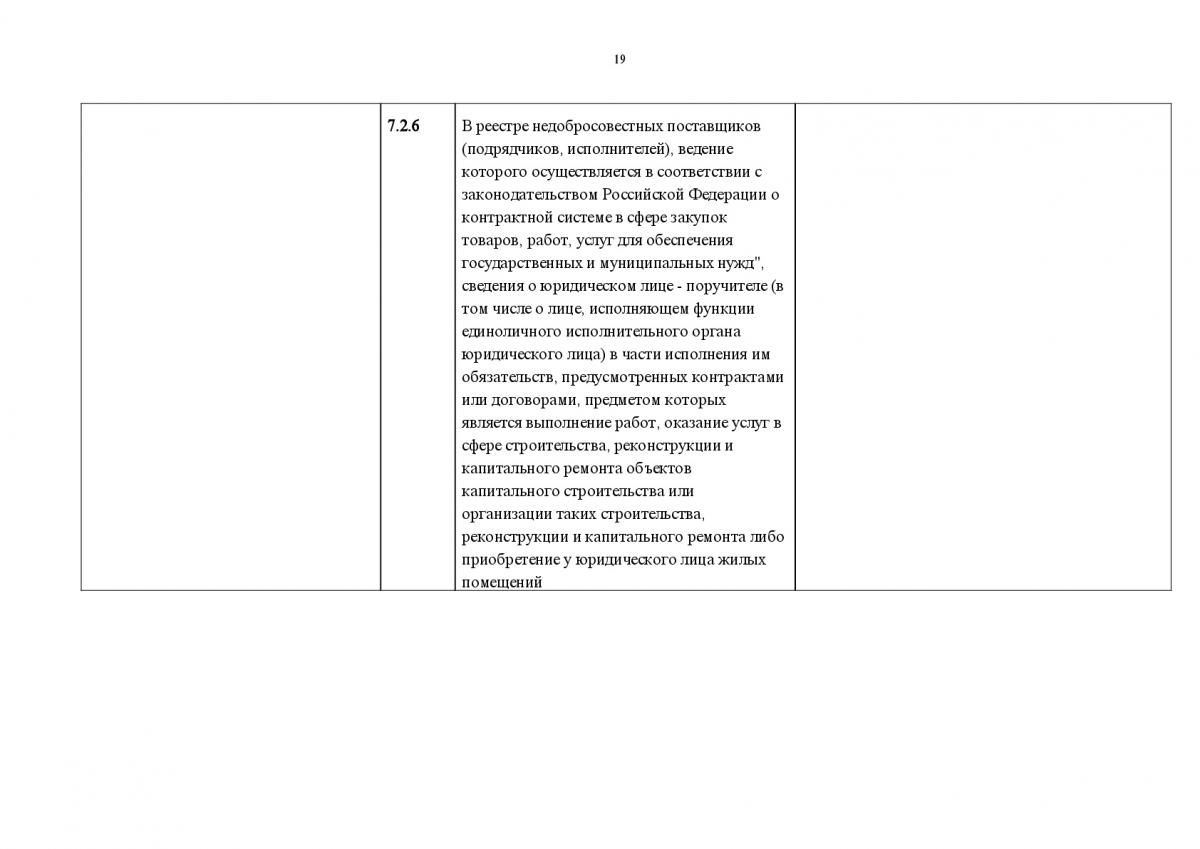 19
7.2.6
В реестре недобросовестных поставщиков
(подрядчиков, исполнителей), ведение
которого осуществляется в соответствии с
законодательством Российской Федерации о
контрактной системе в сфере закупок
товаров, работ, услуг для обеспечения
государственных и муниципальных нужд",
сведения о юридическом лице - поручителе (в
том числе о лице, исполняющем функции
единоличного исполнительного органа
юридического лица) в части исполнения им
обязательств, предусмотренных контрактами
или договорами, предметом которых
является выполнение работ, оказание услуг в
сфере строительства, реконструкции и
капитального ремонта объектов
капитального строительства или
организации таких строительства,
реконструкции и капитального ремонта либо
приобретение у юридического лица жилых
помещений